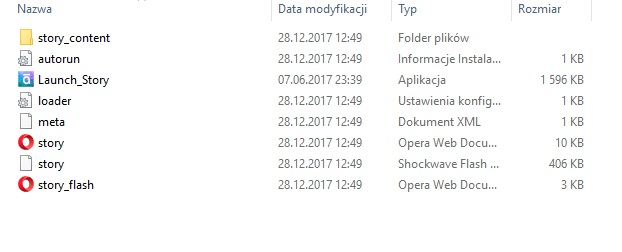 Nazwa Data modyfikacji Typ Rozmiar
story_content 28.12.2017 12:49 Folder plików
autorun 28.12.2017 12:49 Informacje Instala... 1 KB
Launch_Story 07.06.2017 23:39 Aplikacja 1 596 KB
loader 28.12.2017 12:49 Ustawienia konfig... 1 KB
meta 28.12.2017 12:49 Dokument XML 1 KB
story 28.12.2017 12:49 Opera Web Docu... 10 KB
story 28.12.2017 12:49 Shockwave Flash ... 406 KB
story_flash 28.12.2017 12:49 Opera Web Docu... 3 KB